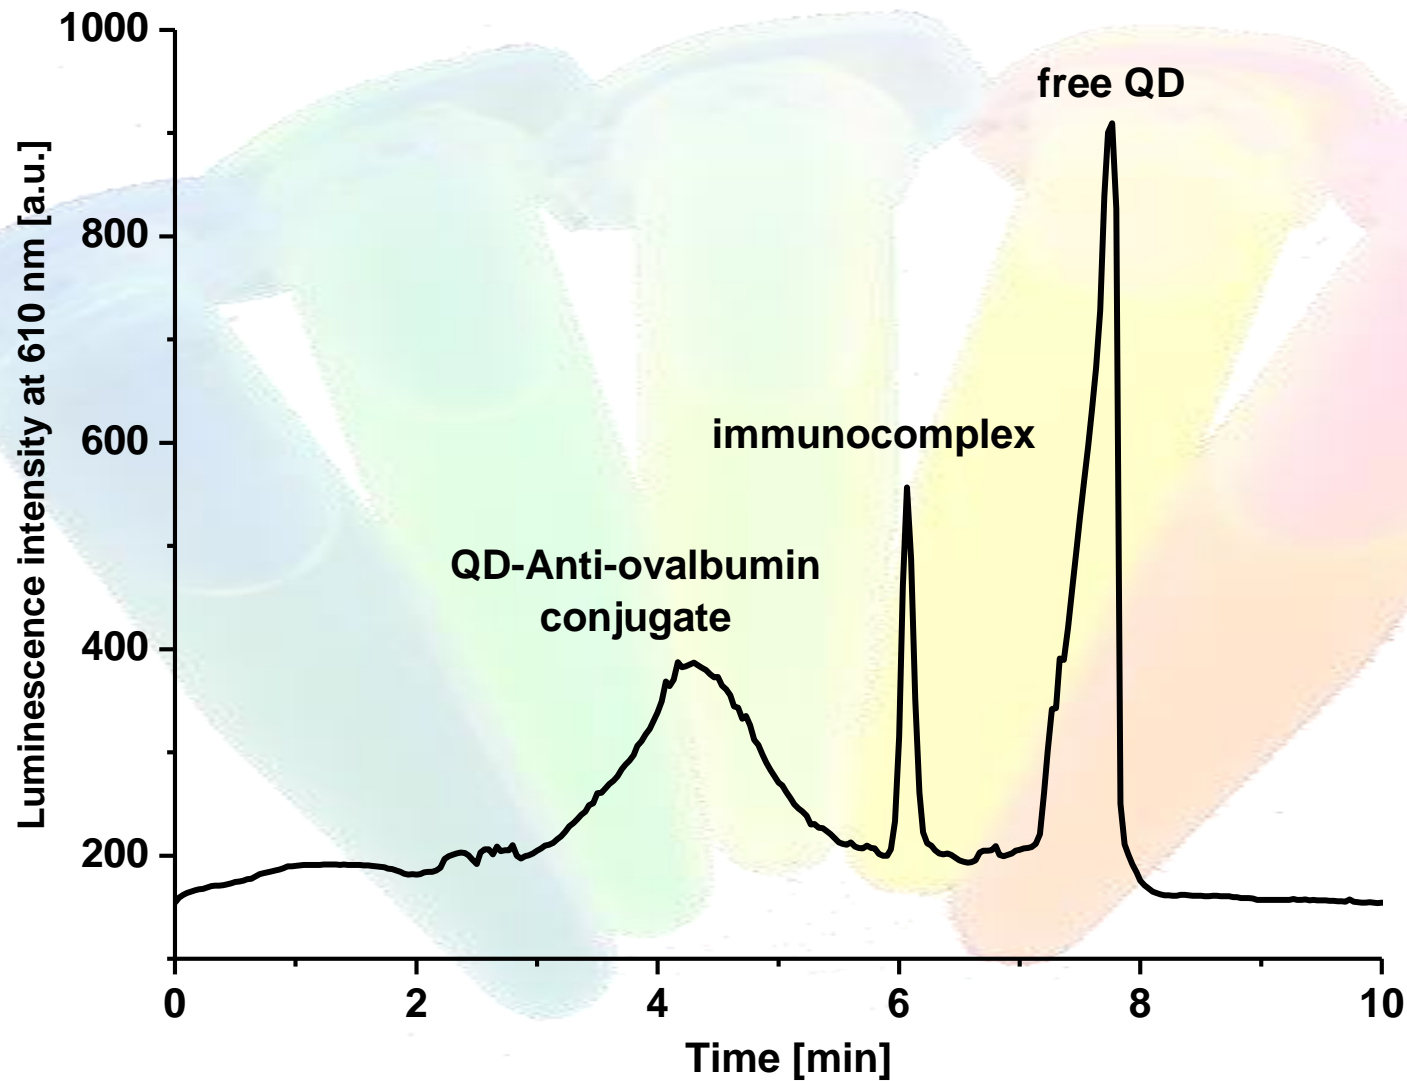 1000
800
600
400
200
Luminescence intensity at 610 nm [a.u.]
free QD
immunocomplex
QD-Anti-ovalbumin
conjugate
0 2 4 6 8 10
Time [min]